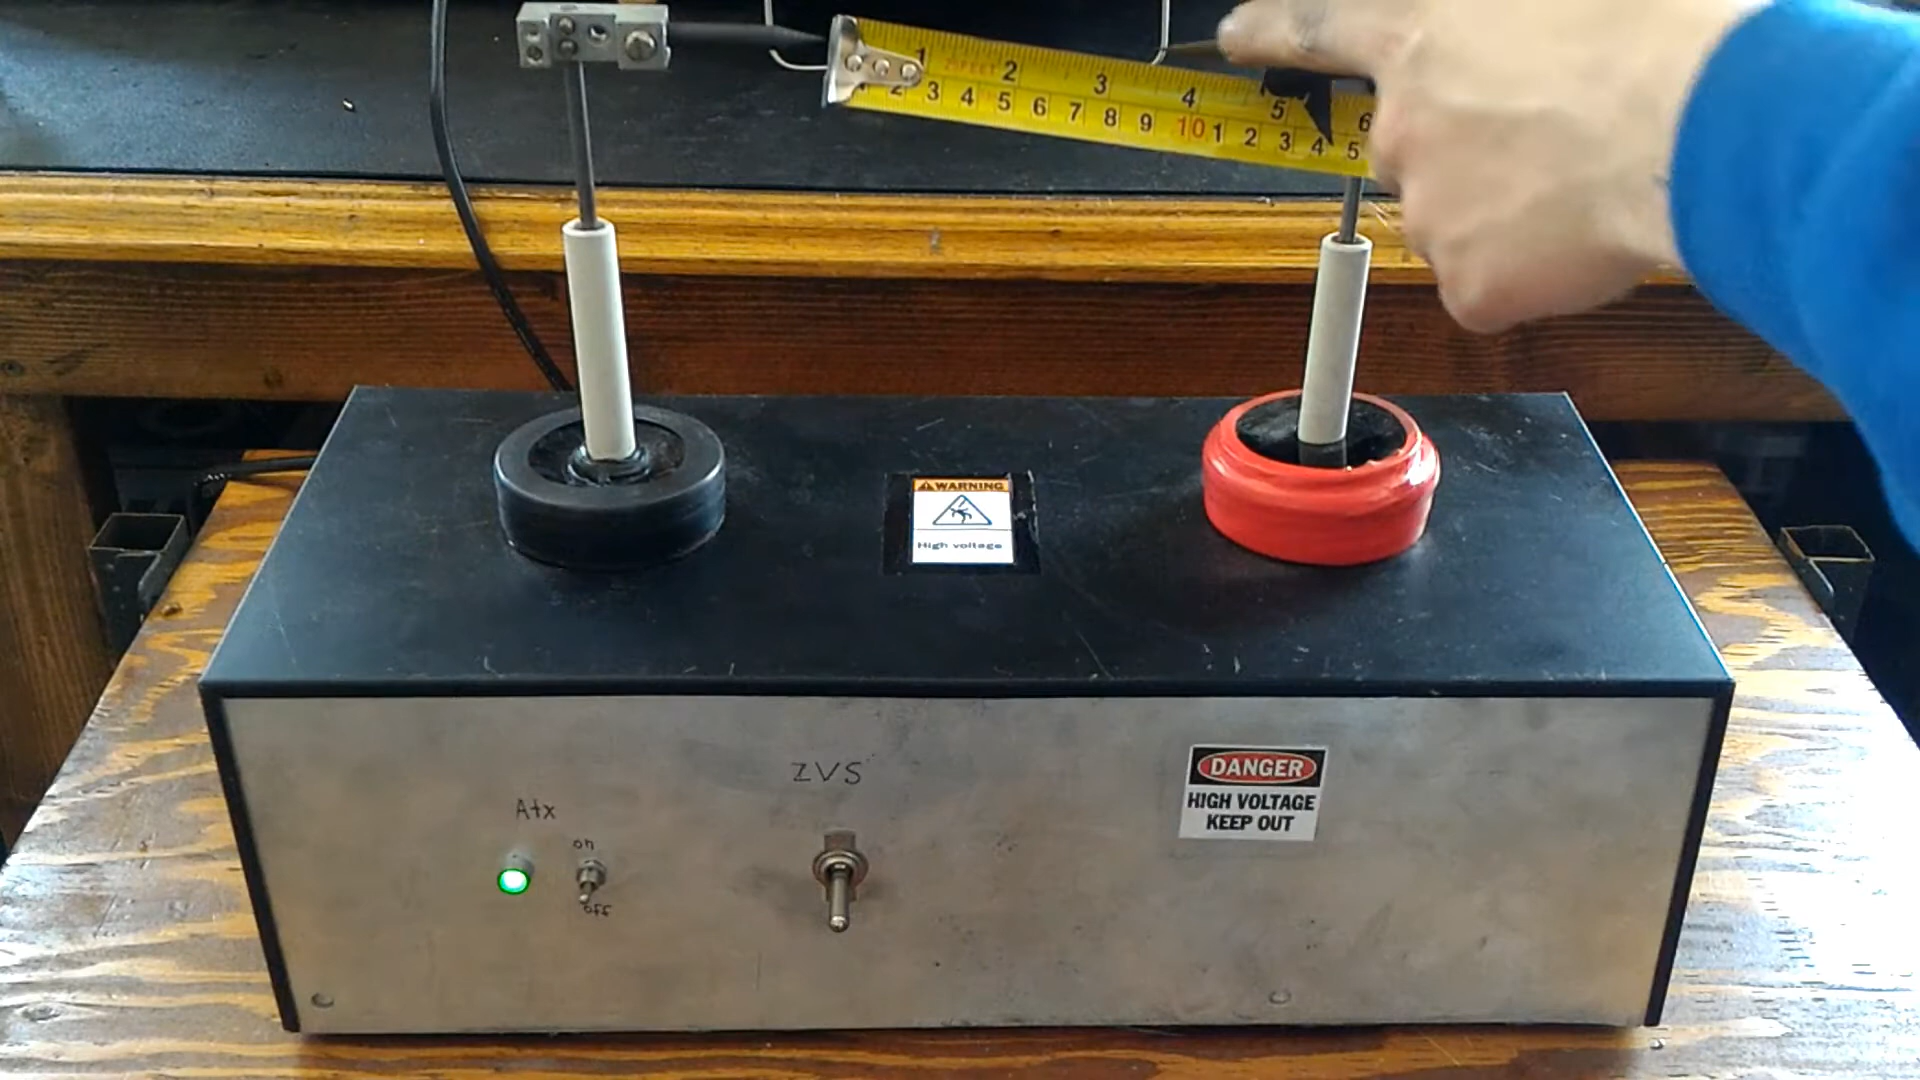 1 2 3 4 5 6
2 3 4 5 6 7 8 9 10 1 2 3 4 5
WARNING
High voltage
ZVS
Atx
on
off
DANGER
HIGH VOLTAGE
KEEP OUT